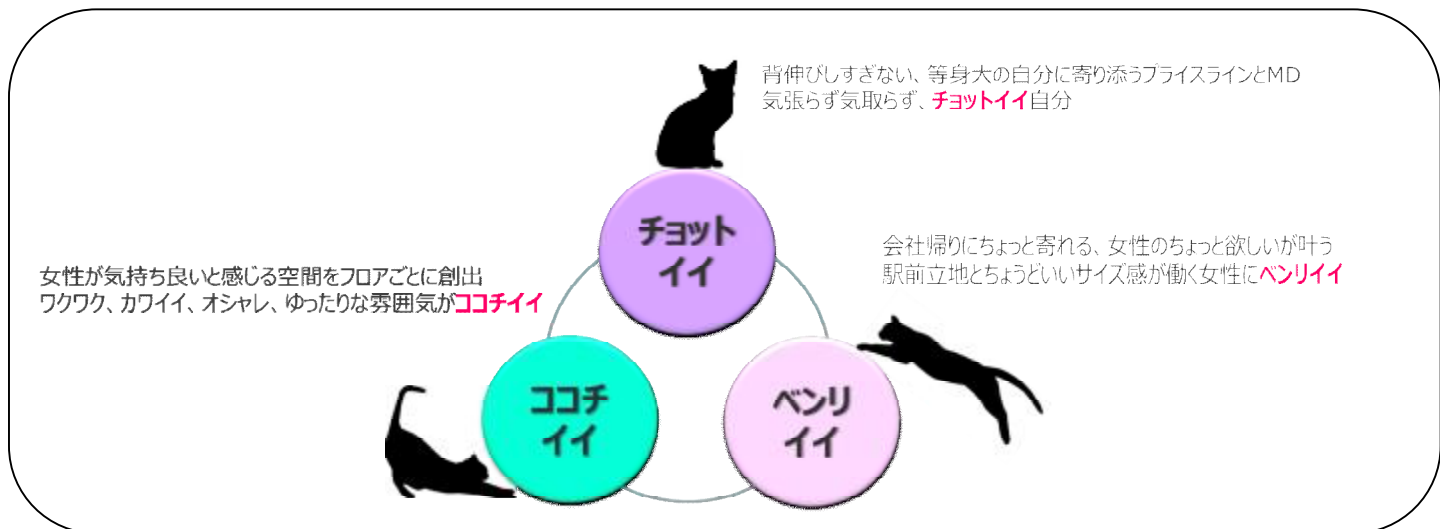 背伸びしすぎない、等身大の自分に寄り添うプライスラインとMD
気張らず気取らず、チョットイイ自分
チョット
イイ
会社帰りにちょっと寄れる、女性のちょっと欲しいが叶う
駅前立地とちょうどいいサイズ感が働く女性にベンリイイ
女性が気持ち良いと感じる空間をフロアごとに創出
ワクワク、カワイイ、オシャレ、ゆったりな雰囲気がココチイイ
ココチ
イイ
ベンリ
イイ